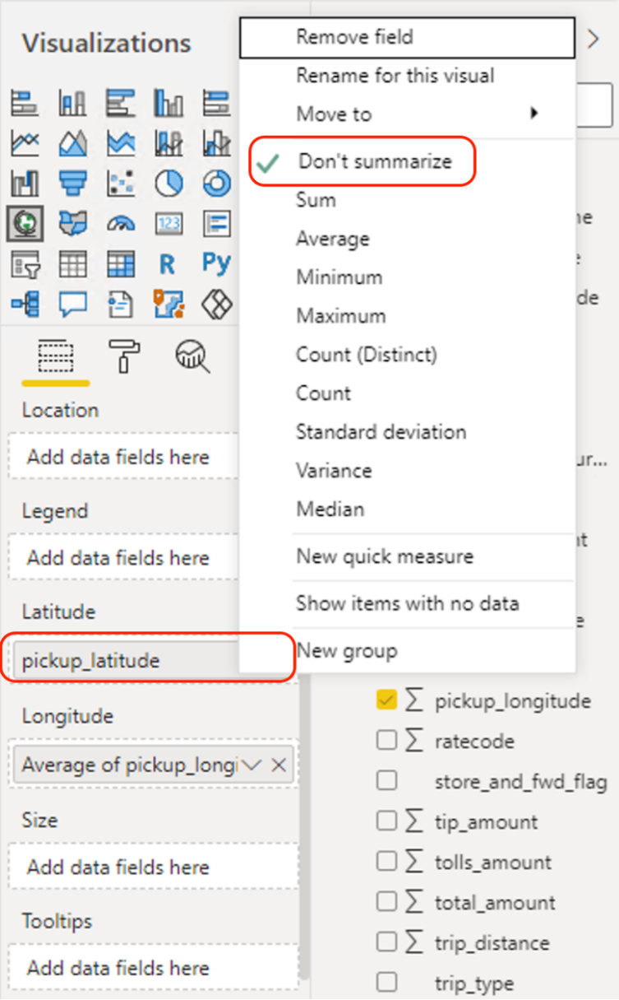 Visualizations
Remove field
Rename for this visual
Move to
Don't summarize
Sum
Average
Minimum
Maximum
Count (Distinct)
Count
Standard deviation
Variance
Median
New quick measure
Show items with no data
New group
123
R
Py
Location
Add data fields here
Legend
Add data fields here
Latitude
pickup_latitude
Longitude
Average of pickup_longi
Size
Add data fields here
Tooltips
Add data fields here
ne
de
ur...
nt
e
Σ pickup_longitude
Σ ratecode
store_and_fwd_flag
Σ tip_amount
Σ tolls_amount
Σ total_amount
Σ trip_distance
trip_type